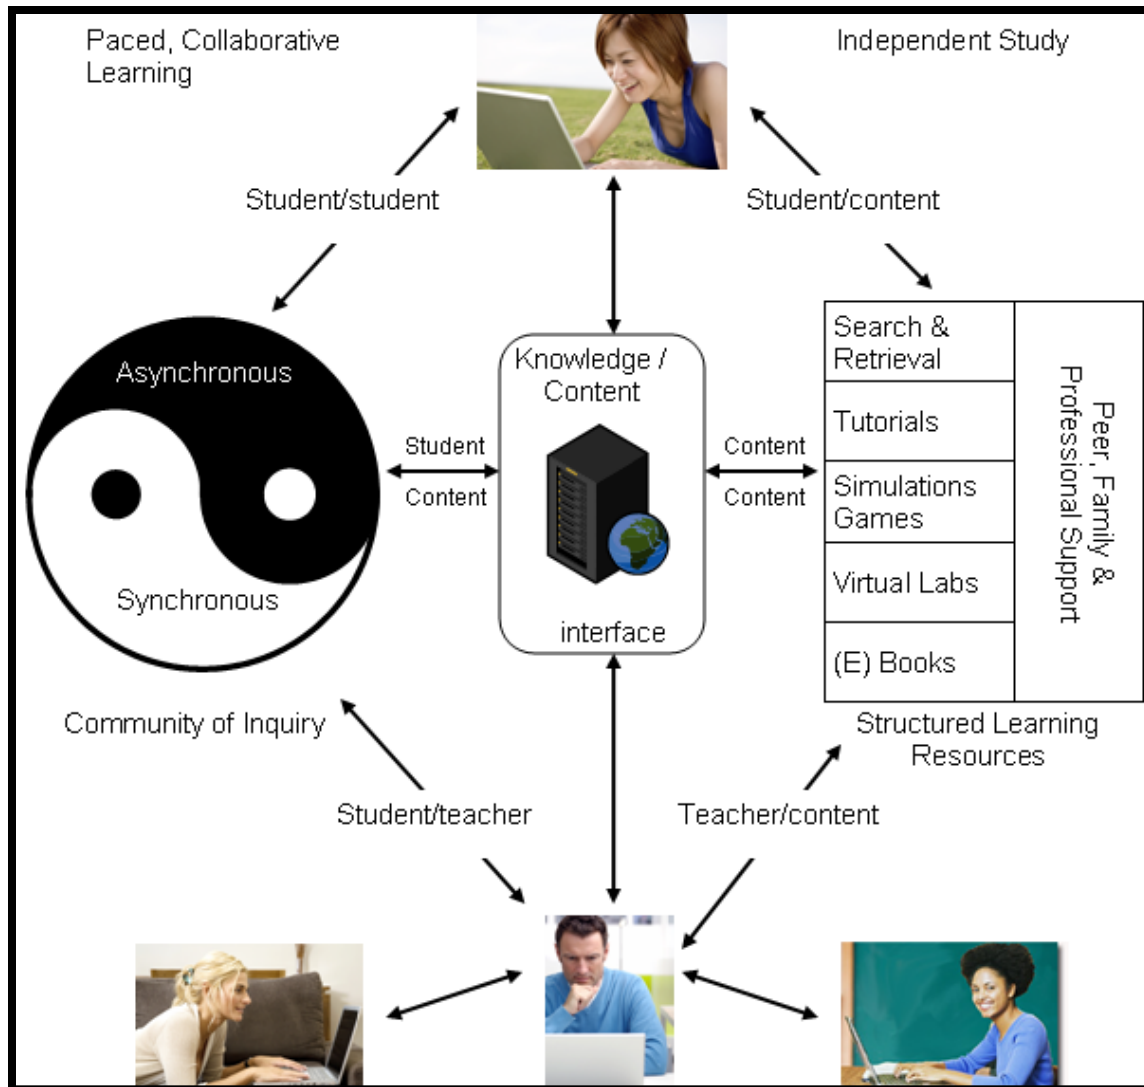 Paced, Collaborative
Learning
Independent Study
Student/student
Student/content
Asynchronous
Synchronous
Community of Inquiry
Student
Content
Knowledge /
Content
interface
Content
Content
Search &
Retrieval
Tutorials
Simulations
Games
Virtual Labs
(E) Books
Peer, Family &
Professional Support
Structured Learning
Resources
Student/teacher
Teacher/content